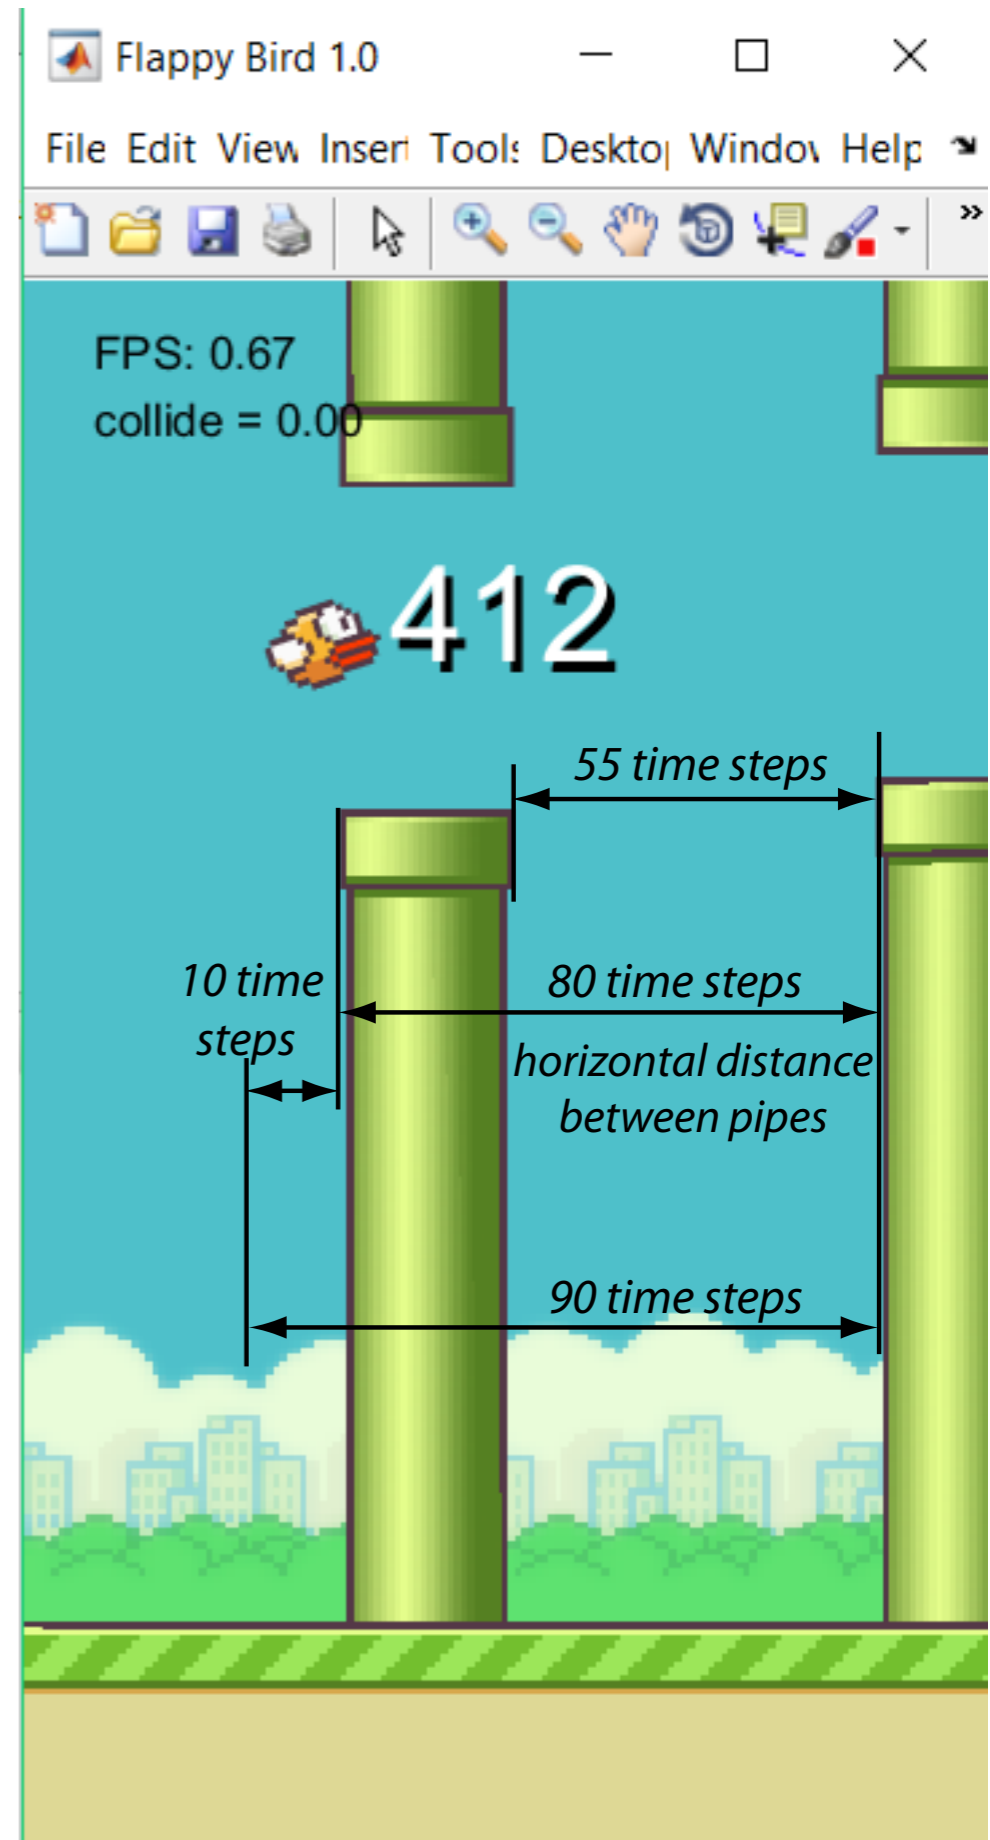 Flappy Bird 1.0
File Edit View Insert Tools Desktop Window Help
FPS: 0.67
collide = 0.00
412
55 time steps
10 time
steps
80 time steps
horizontal distance
between pipes
90 time steps